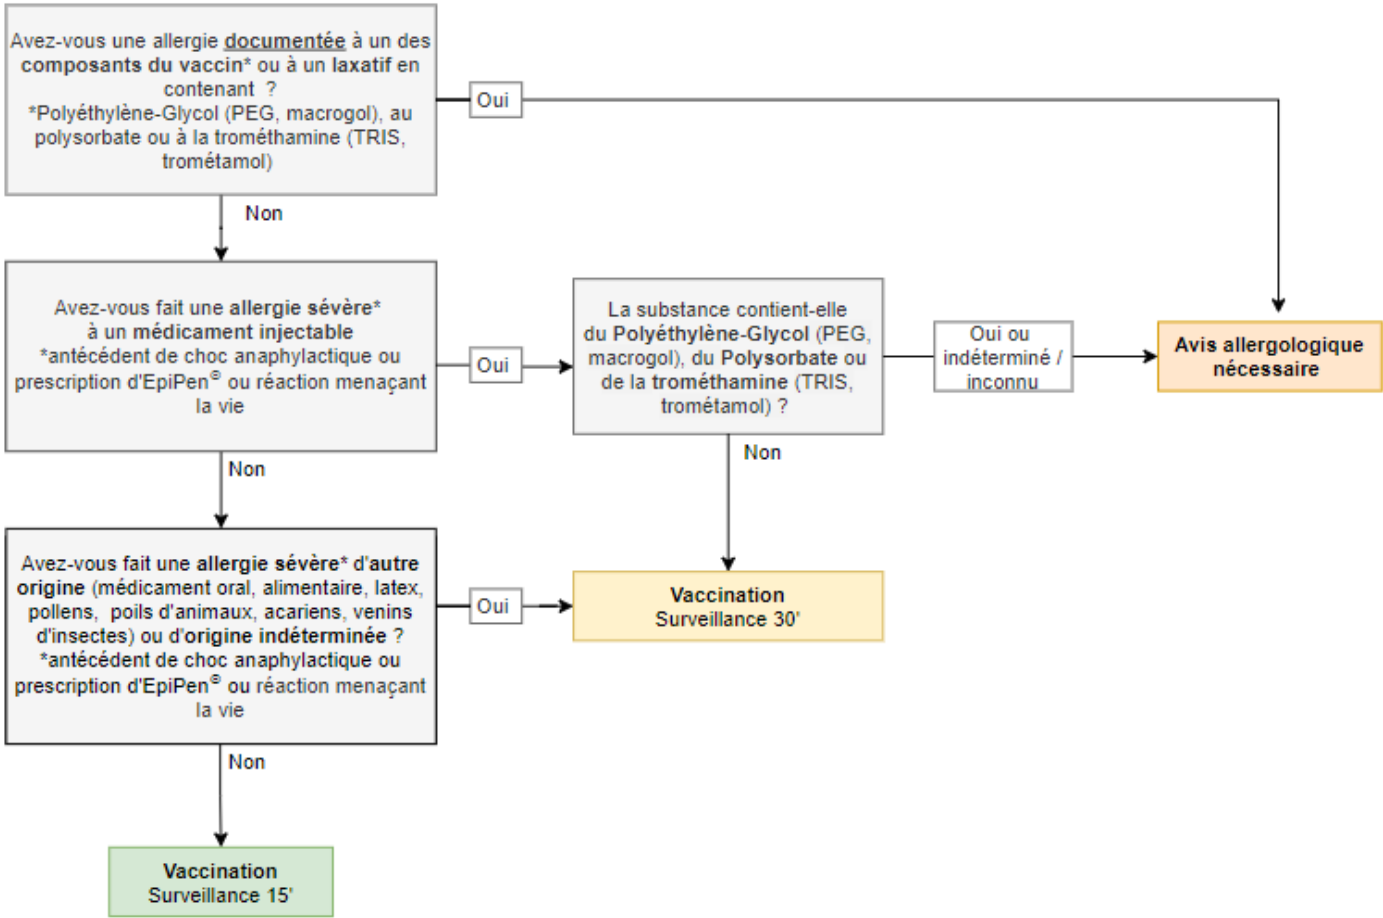 Avez-vous une allergie documentée à un des
composants du vaccin* ou à un laxatif en
contenant ?
*Polyéthylène-Glycol (PEG, macrogol), au
polysorbate ou à la trométhamine (TRIS,
trométamol)
Oui
Non
Avez-vous fait une allergie sévère*
à un médicament injectable
*antécédent de choc anaphylactique ou
prescription d'EpiPen® ou réaction menaçant
la vie
Oui
La substance contient-elle
du Polyéthylène-Glycol (PEG,
macrogol), du Polysorbate ou
de la trométhamine (TRIS,
trométamol) ?
Oui ou
indéterminé /
inconnu
Avis allergologique
nécessaire
Non
Non
Avez-vous fait une allergie sévère* d'autre
origine (médicament oral, alimentaire, latex,
pollens, poils d'animaux, acariens, venins
d'insectes) ou d'origine indéterminée ?
*antécédent de choc anaphylactique ou
prescription d'EpiPen® ou réaction menaçant
la vie
Oui
Vaccination
Surveillance 30'
Non
Vaccination
Surveillance 15'